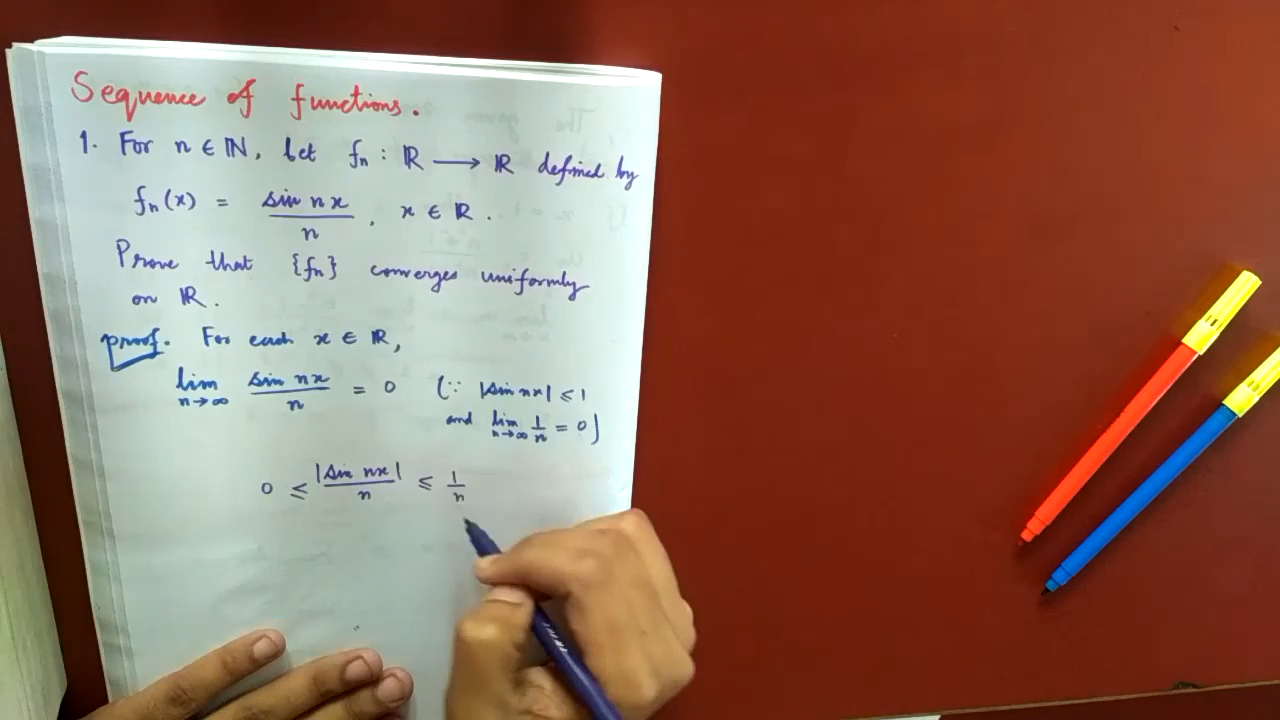 Sequence of functions.
1. For n ∈ ℕ, let fₙ : ℝ ⟶ ℝ defined by
fₙ(x) = sin nx / n , x ∈ ℝ.
Prove that {fₙ} converges uniformly
on ℝ.
proof. For each x ∈ ℝ,
lim n→∞ sin nx / n = 0 (∵ |sin nx| ≤ 1
and lim n→∞ 1/n = 0)
0 ≤ |sin nx| / n ≤ 1/n